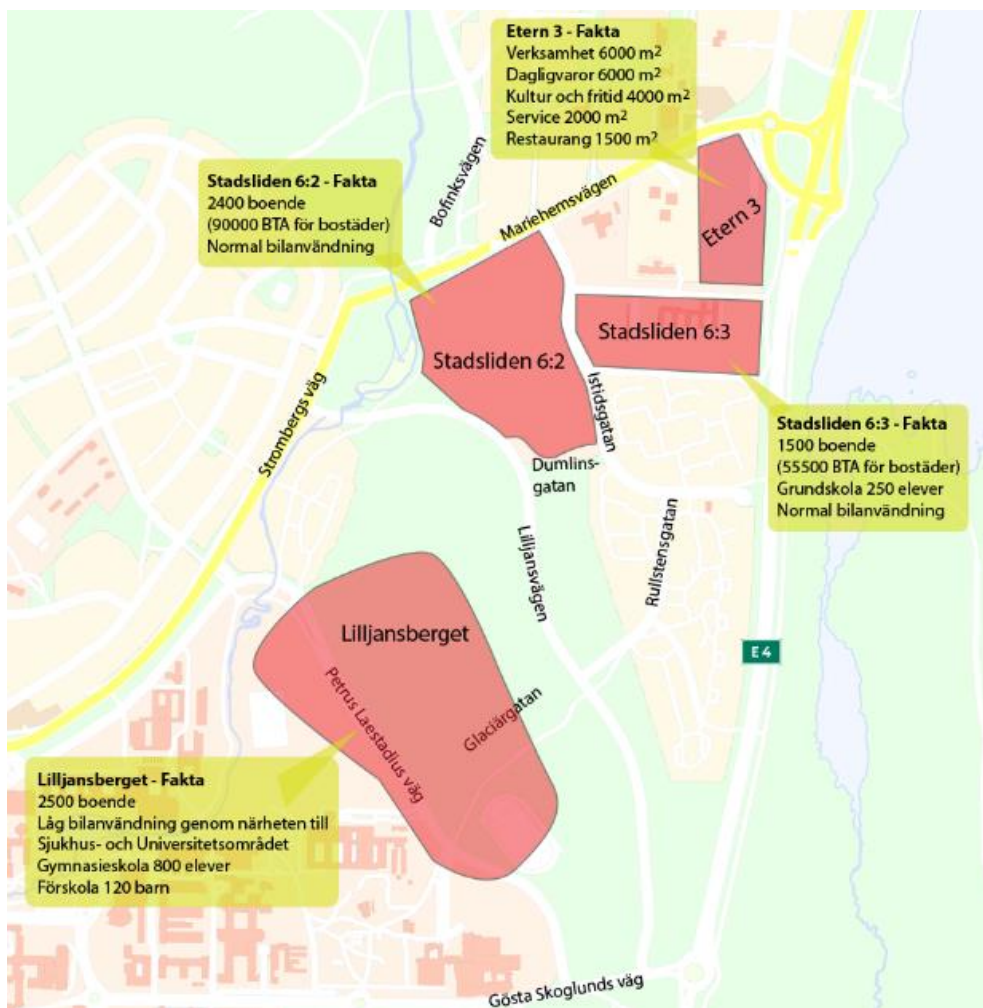 Etern 3 - Fakta
Verksamhet 6000 m²
Dagligvaror 6000 m²
Kultur och fritid 4000 m²
Service 2000 m²
Restaurang 1500 m²
Stadsliden 6:2 - Fakta
2400 boende
(90000 BTA för bostäder)
Normal bilanvändning
Bofinksvägen
Mariehemsvägen
Etern 3
Stadsliden 6:2
Stadsliden 6:3
Strombergs väg
Istidsgatan
Stadsliden 6:3 - Fakta
1500 boende
(55500 BTA för bostäder)
Grundskola 250 elever
Normal bilanvändning
Dumlins-
gatan
Lilljansvägen
Rullstensgatan
Lilljansberget
E 4
Petrus Laestadius väg
Glaciärgatan
Lilljansberget - Fakta
2500 boende
Låg bilanvändning genom närheten till
Sjukhus- och Universitetsområdet
Gymnasieskola 800 elever
Förskola 120 barn
Gösta Skoglunds väg